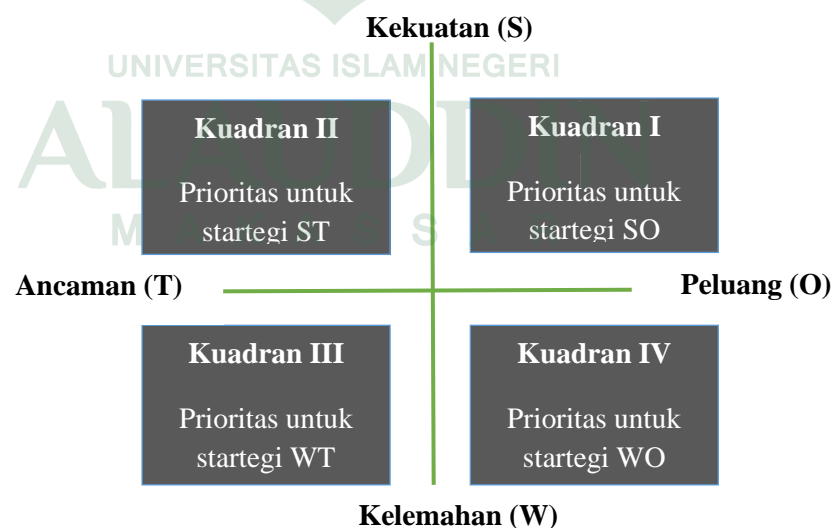 Kekuatan (S)
UNIVERSITAS ISLAM NEGERI
ALAUDDIN
Kuadran II
Prioritas untuk
startegi ST
Kuadran I
Prioritas untuk
startegi SO
Ancaman (T)
Peluang (O)
Kuadran III
Prioritas untuk
startegi WT
Kuadran IV
Prioritas untuk
startegi WO
Kelemahan (W)